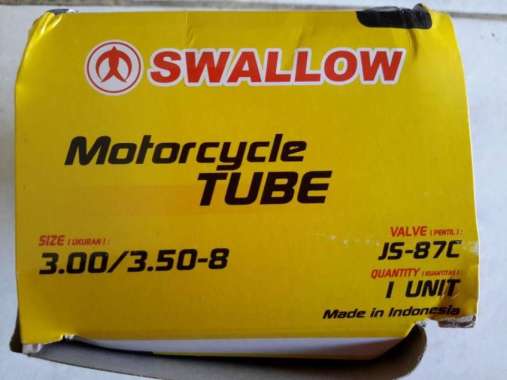 SWALLOW
Motorcycle
TUBE
SIZE (UKURAN):
3.00/3.50-8
VALVE (PENTIL):
JS-87C
QUANTITY (KUANTITAS):
1 UNIT
Made in Indonesia